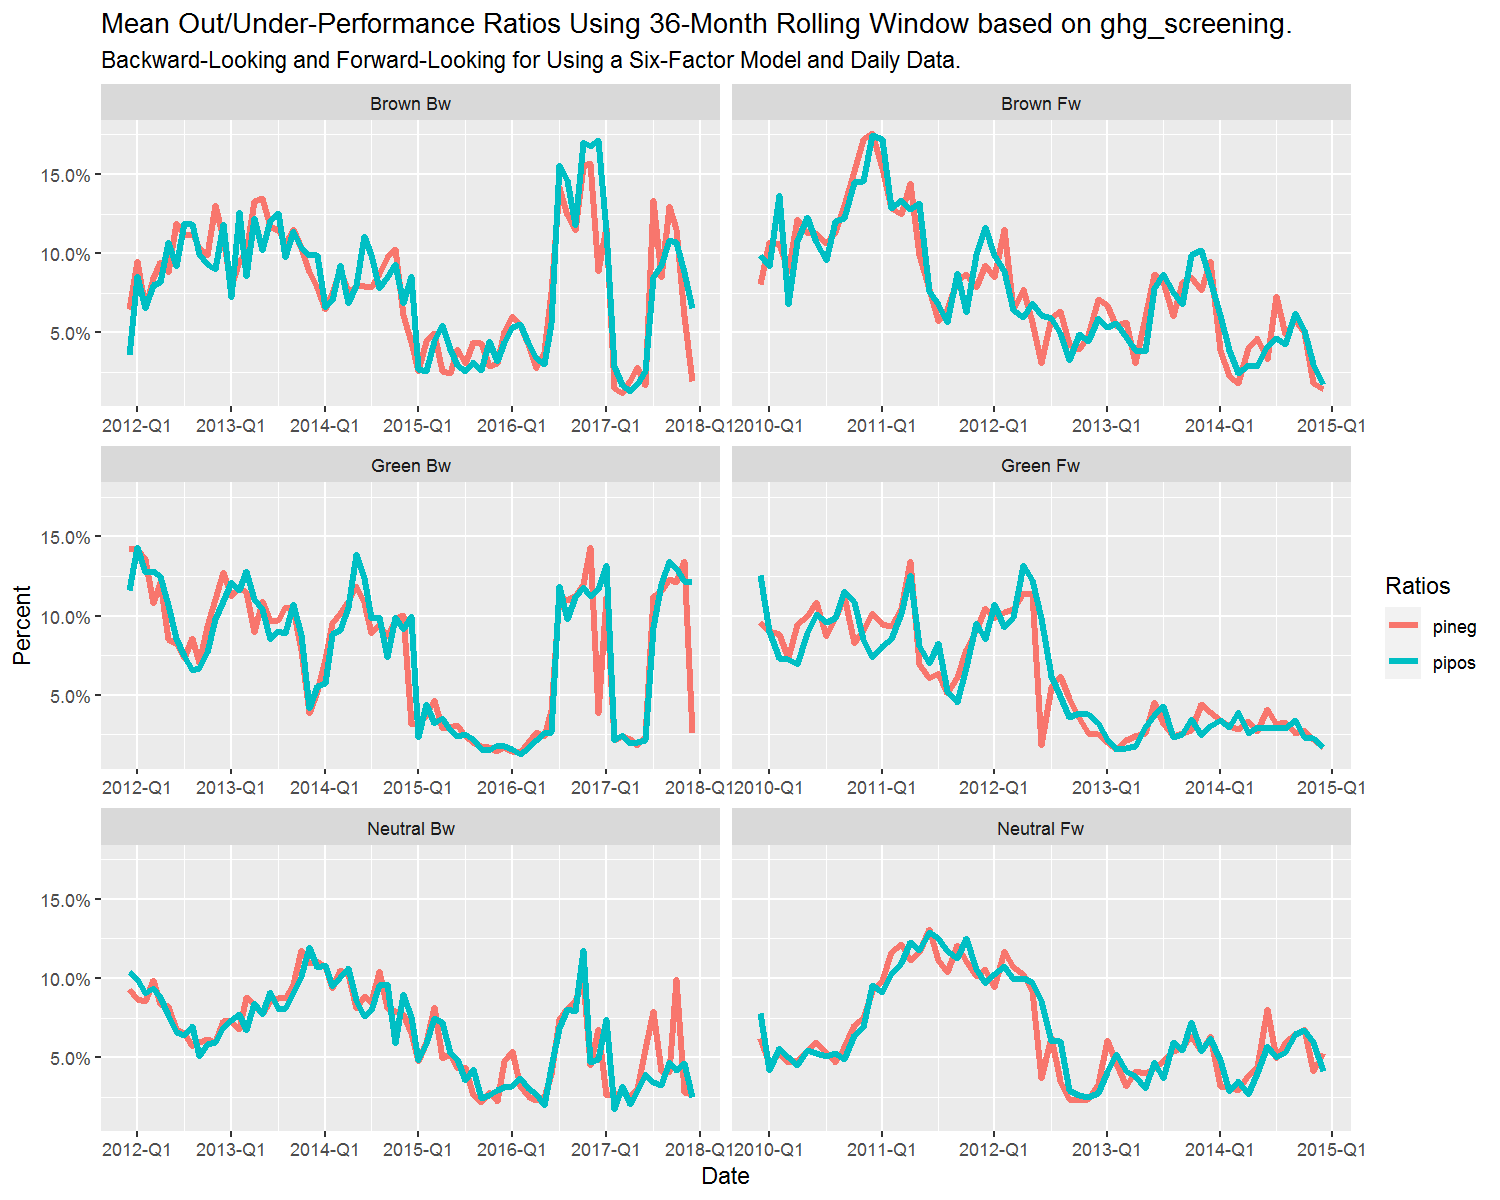 Mean Out/Under-Performance Ratios Using 36-Month Rolling Window based on ghg_screening.
Backward-Looking and Forward-Looking for Using a Six-Factor Model and Daily Data.
Brown Bw
Brown Fw
15.0%
10.0%
5.0%
2012-Q1 2013-Q1 2014-Q1 2015-Q1 2016-Q1 2017-Q1 2018-Q1
2010-Q1 2011-Q1 2012-Q1 2013-Q1 2014-Q1 2015-Q1
Green Bw
Green Fw
15.0%
10.0%
5.0%
2012-Q1 2013-Q1 2014-Q1 2015-Q1 2016-Q1 2017-Q1 2018-Q1
2010-Q1 2011-Q1 2012-Q1 2013-Q1 2014-Q1 2015-Q1
Neutral Bw
Neutral Fw
15.0%
10.0%
5.0%
2012-Q1 2013-Q1 2014-Q1 2015-Q1 2016-Q1 2017-Q1 2018-Q1
2010-Q1 2011-Q1 2012-Q1 2013-Q1 2014-Q1 2015-Q1
Percent
Date
Ratios
pineg
pipos